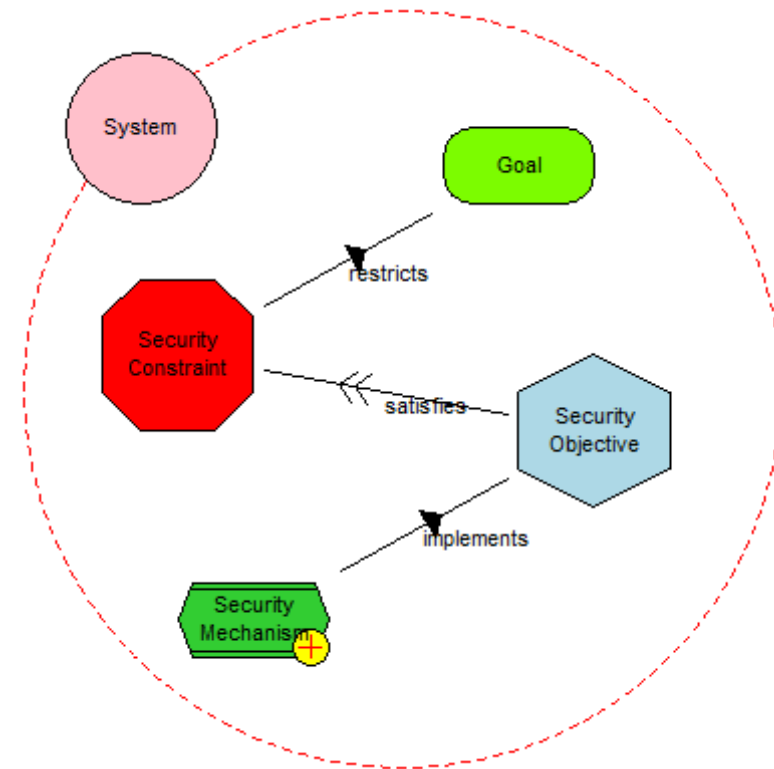 System
Goal
restricts
Security
Constraint
satisfies
Security
Objective
implements
Security
Mechanism